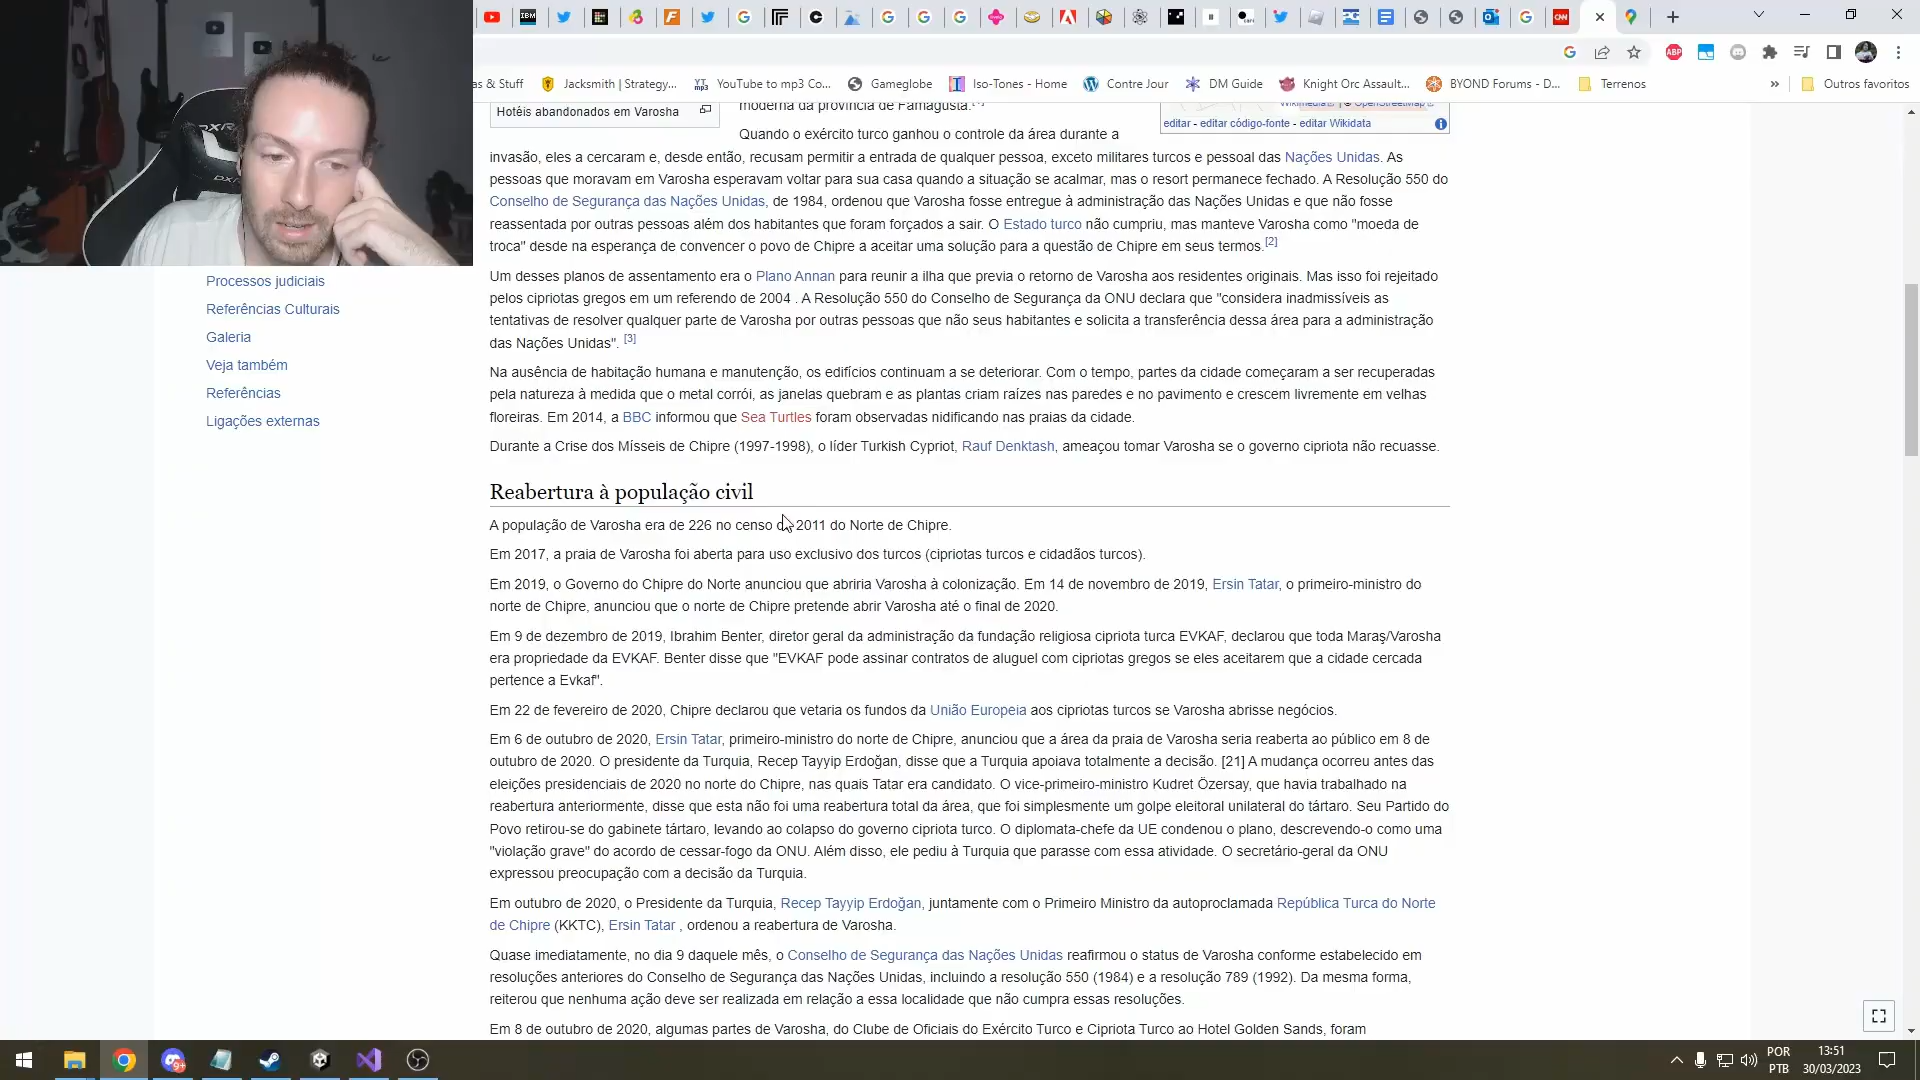 as & Stuff
Jacksmith | Strategy...
YouTube to mp3 Co...
Gameglobe
Iso-Tones - Home
Contre Jour
DM Guide
Knight Orc Assault...
BYOND Forums - D...
Terrenos
»
Outros favoritos
Hotéis abandonados em Varosha
moderna da província de Famagusta.
Wikimedia | © OpenStreetMap
editar - editar código-fonte - editar Wikidata
Quando o exército turco ganhou o controle da área durante a
invasão, eles a cercaram e, desde então, recusam permitir a entrada de qualquer pessoa, exceto militares turcos e pessoal das Nações Unidas. As
pessoas que moravam em Varosha esperavam voltar para sua casa quando a situação se acalmar, mas o resort permanece fechado. A Resolução 550 do
Conselho de Segurança das Nações Unidas, de 1984, ordenou que Varosha fosse entregue à administração das Nações Unidas e que não fosse
reassentada por outras pessoas além dos habitantes que foram forçados a sair. O Estado turco não cumpriu, mas manteve Varosha como "moeda de
troca" desde na esperança de convencer o povo de Chipre a aceitar uma solução para a questão de Chipre em seus termos.[2]
Um desses planos de assentamento era o Plano Annan para reunir a ilha que previa o retorno de Varosha aos residentes originais. Mas isso foi rejeitado
pelos cipriotas gregos em um referendo de 2004 . A Resolução 550 do Conselho de Segurança da ONU declara que "considera inadmissíveis as
tentativas de resolver qualquer parte de Varosha por outras pessoas que não seus habitantes e solicita a transferência dessa área para a administração
das Nações Unidas". [3]
Na ausência de habitação humana e manutenção, os edifícios continuam a se deteriorar. Com o tempo, partes da cidade começaram a ser recuperadas
pela natureza à medida que o metal corrói, as janelas quebram e as plantas criam raízes nas paredes e no pavimento e crescem livremente em velhas
floreiras. Em 2014, a BBC informou que Sea Turtles foram observadas nidificando nas praias da cidade.
Durante a Crise dos Mísseis de Chipre (1997-1998), o líder Turkish Cypriot, Rauf Denktash, ameaçou tomar Varosha se o governo cipriota não recuasse.
Processos judiciais
Referências Culturais
Galeria
Veja também
Referências
Ligações externas
Reabertura à população civil
A população de Varosha era de 226 no censo de 2011 do Norte de Chipre.
Em 2017, a praia de Varosha foi aberta para uso exclusivo dos turcos (cipriotas turcos e cidadãos turcos).
Em 2019, o Governo do Chipre do Norte anunciou que abriria Varosha à colonização. Em 14 de novembro de 2019, Ersin Tatar, o primeiro-ministro do
norte de Chipre, anunciou que o norte de Chipre pretende abrir Varosha até o final de 2020.
Em 9 de dezembro de 2019, Ibrahim Benter, diretor geral da administração da fundação religiosa cipriota turca EVKAF, declarou que toda Maraş/Varosha
era propriedade da EVKAF. Benter disse que "EVKAF pode assinar contratos de aluguel com cipriotas gregos se eles aceitarem que a cidade cercada
pertence a Evkaf".
Em 22 de fevereiro de 2020, Chipre declarou que vetaria os fundos da União Europeia aos cipriotas turcos se Varosha abrisse negócios.
Em 6 de outubro de 2020, Ersin Tatar, primeiro-ministro do norte de Chipre, anunciou que a área da praia de Varosha seria reaberta ao público em 8 de
outubro de 2020. O presidente da Turquia, Recep Tayyip Erdoğan, disse que a Turquia apoiava totalmente a decisão. [21] A mudança ocorreu antes das
eleições presidenciais de 2020 no norte do Chipre, nas quais Tatar era candidato. O vice-primeiro-ministro Kudret Özersay, que havia trabalhado na
reabertura anteriormente, disse que esta não foi uma reabertura total da área, que foi simplesmente um golpe eleitoral unilateral do tártaro. Seu Partido do
Povo retirou-se do gabinete tártaro, levando ao colapso do governo cipriota turco. O diplomata-chefe da UE condenou o plano, descrevendo-o como uma
"violação grave" do acordo de cessar-fogo da ONU. Além disso, ele pediu à Turquia que parasse com essa atividade. O secretário-geral da ONU
expressou preocupação com a decisão da Turquia.
Em outubro de 2020, o Presidente da Turquia, Recep Tayyip Erdoğan, juntamente com o Primeiro Ministro da autoproclamada República Turca do Norte
de Chipre (KKTC), Ersin Tatar , ordenou a reabertura de Varosha.
Quase imediatamente, no dia 9 daquele mês, o Conselho de Segurança das Nações Unidas reafirmou o status de Varosha conforme estabelecido em
resoluções anteriores do Conselho de Segurança das Nações Unidas, incluindo a resolução 550 (1984) e a resolução 789 (1992). Da mesma forma,
reiterou que nenhuma ação deve ser realizada em relação a essa localidade que não cumpra essas resoluções.
Em 8 de outubro de 2020, algumas partes de Varosha, do Clube de Oficiais do Exército Turco e Cipriota Turco ao Hotel Golden Sands, foram
POR
PTB
13:51
30/03/2023